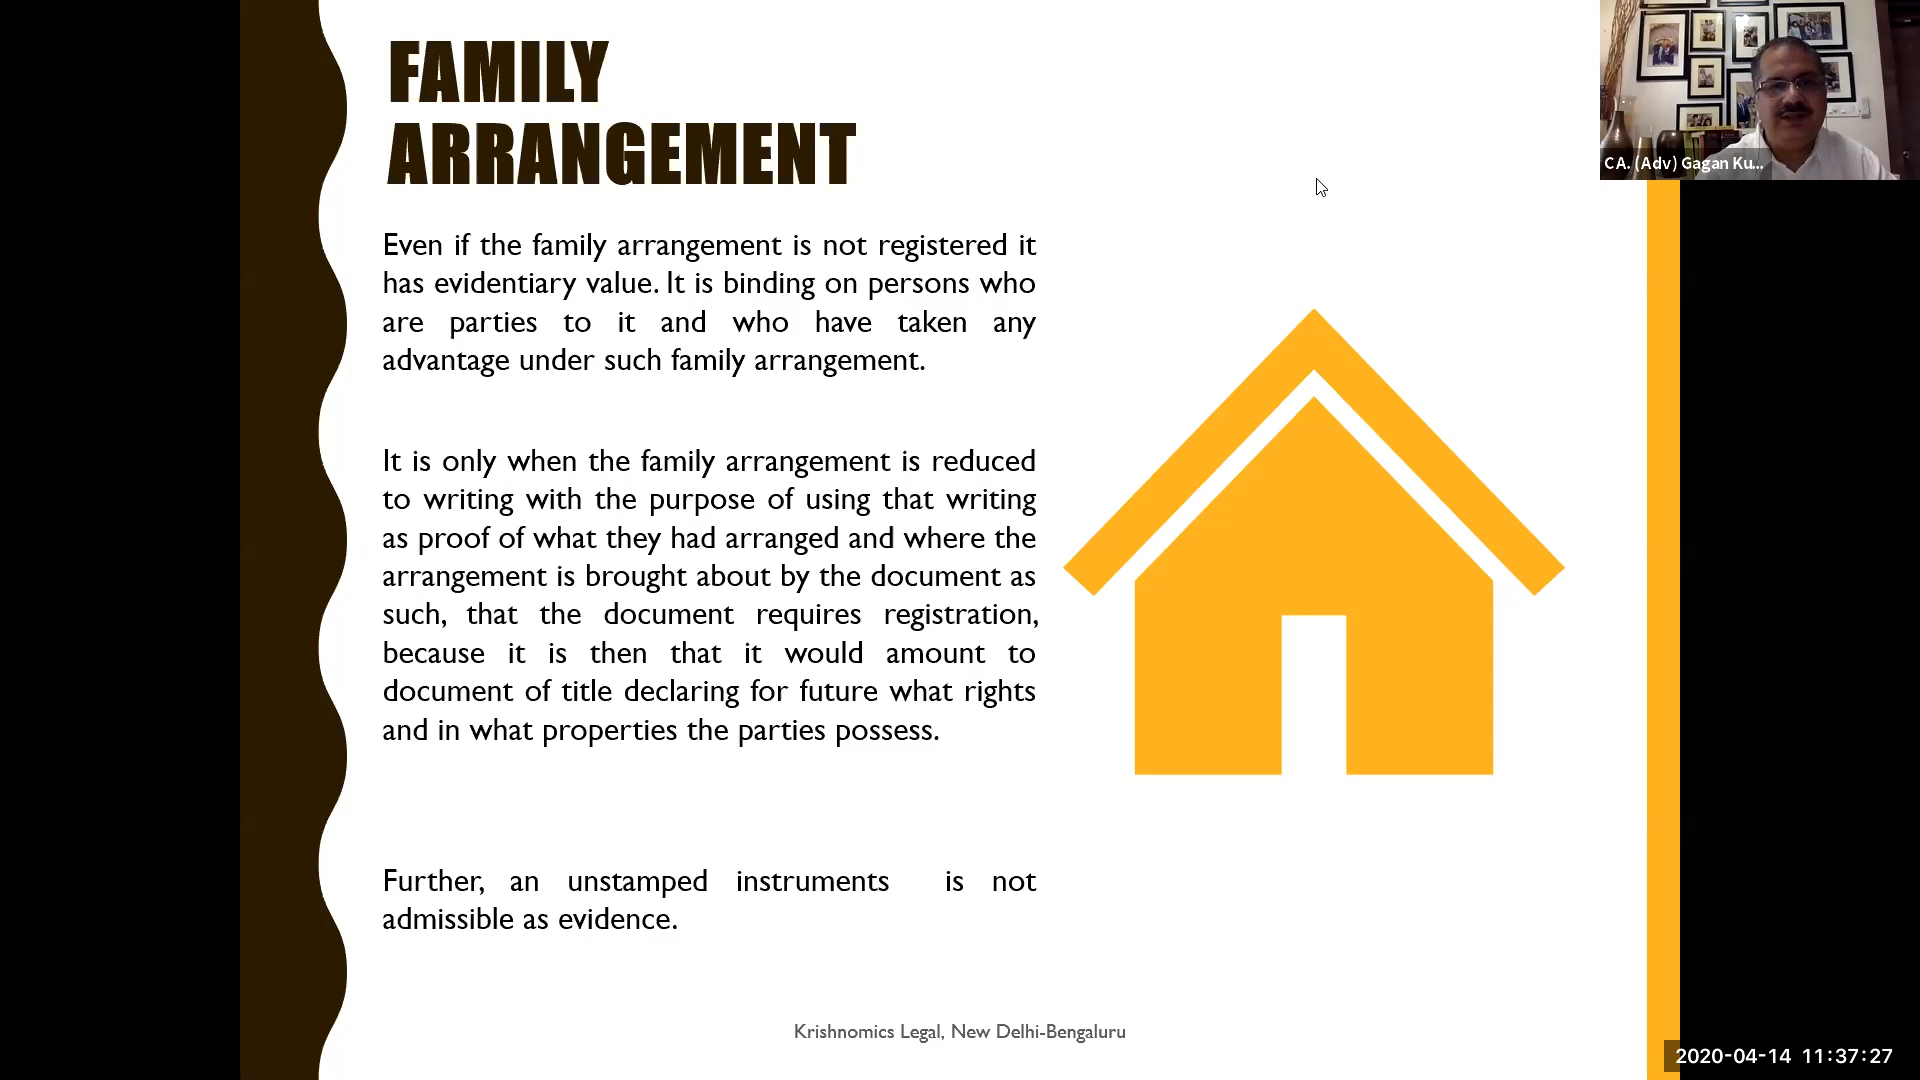 FAMILY
ARRANGEMENT
CA. (Adv) Gagan Ku...
Even if the family arrangement is not registered it
has evidentiary value. It is binding on persons who
are parties to it and who have taken any
advantage under such family arrangement.
It is only when the family arrangement is reduced
to writing with the purpose of using that writing
as proof of what they had arranged and where the
arrangement is brought about by the document as
such, that the document requires registration,
because it is then that it would amount to
document of title declaring for future what rights
and in what properties the parties possess.
Further, an unstamped instruments is not
admissible as evidence.
Krishnomics Legal, New Delhi-Bengaluru
2020-04-14 11:37:27